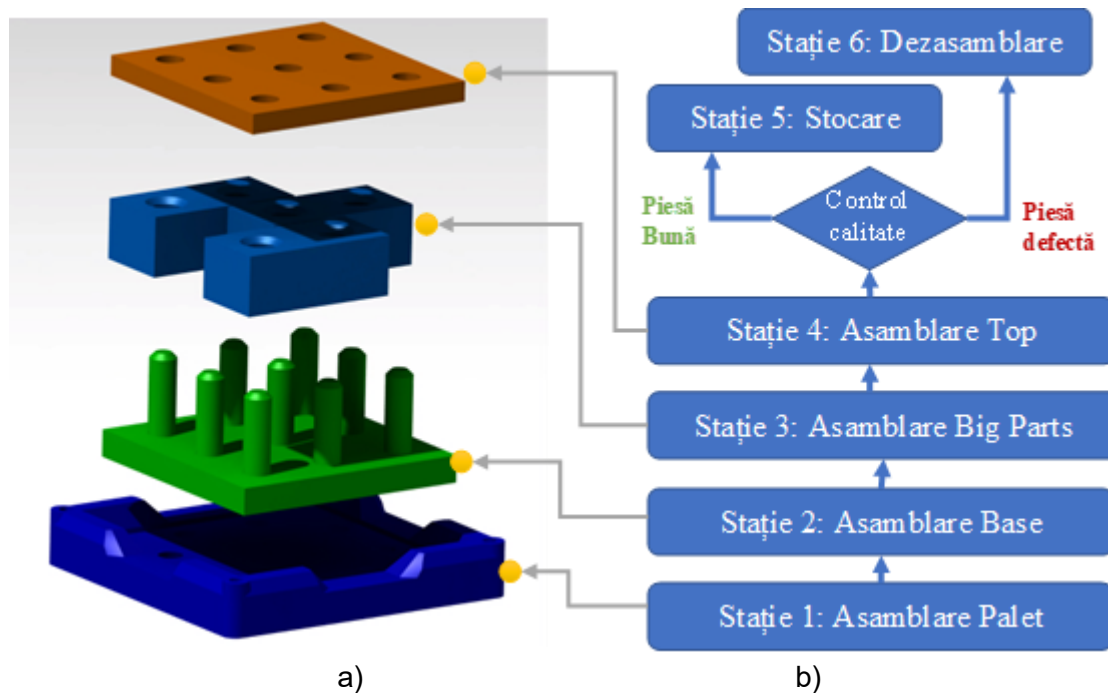 Stație 6: Dezasamblare
Stație 5: Stocare
Piesă
Bună
Control
calitate
Piesă
defectă
Stație 4: Asamblare Top
Stație 3: Asamblare Big Parts
Stație 2: Asamblare Base
Stație 1: Asamblare Palet
a)
b)